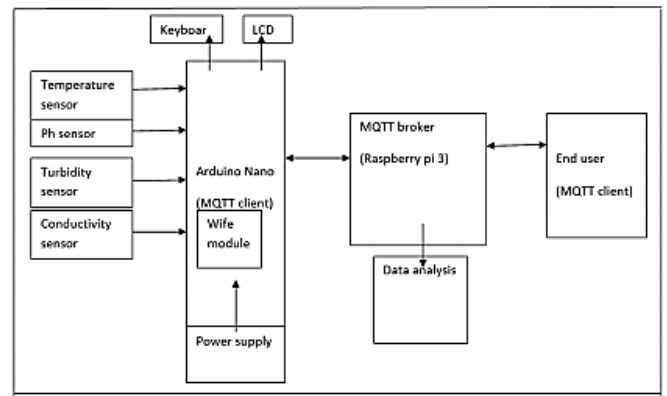 Keyboar
LCD
Temperature
sensor
Ph sensor
Turbidity
sensor
Conductivity
sensor
Arduino Nano
(MQTT client)
Wife
module
Power supply
MQTT broker
(Raspberry pi 3)
Data analysis
End user
(MQTT client)